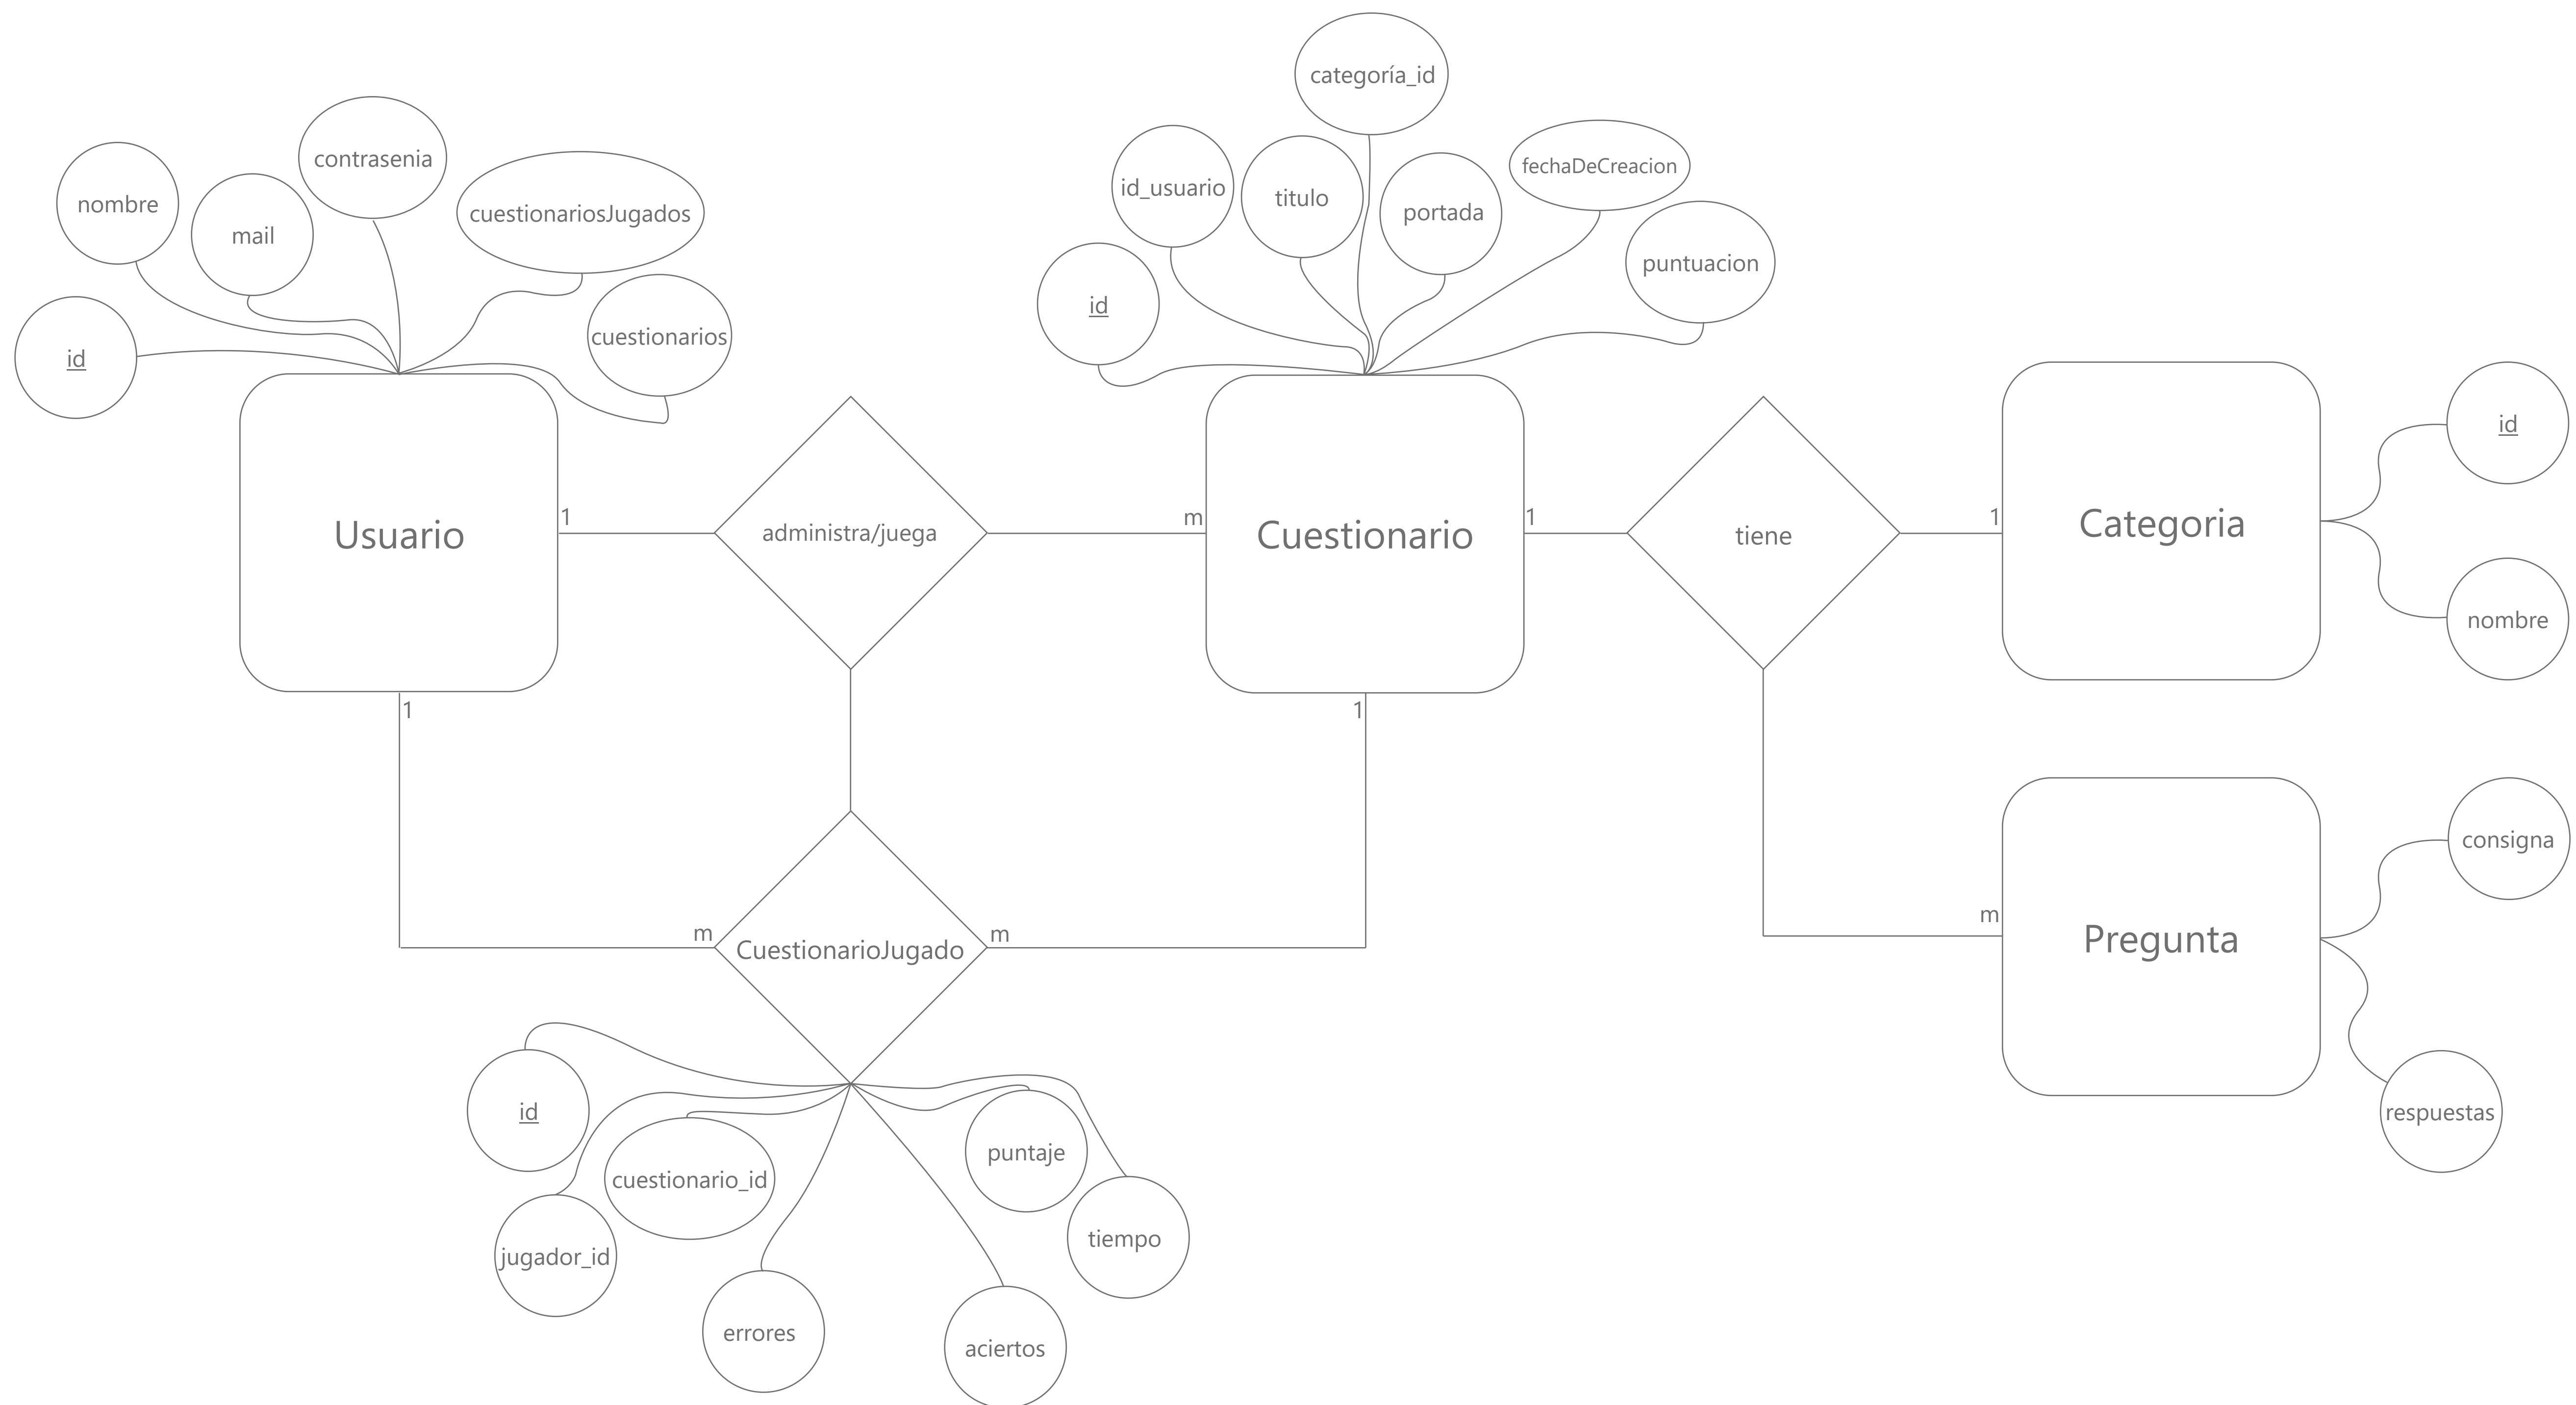 categoría_id
contrasenia
fechaDeCreacion
id_usuario
titulo
nombre
cuestionariosJugados
portada
mail
puntuacion
id
cuestionarios
id
id
1
m
1
1
Usuario
administra/juega
Cuestionario
tiene
Categoria
nombre
1
1
consigna
m
m
m
CuestionarioJugado
Pregunta
id
puntaje
respuestas
cuestionario_id
tiempo
jugador_id
errores
aciertos